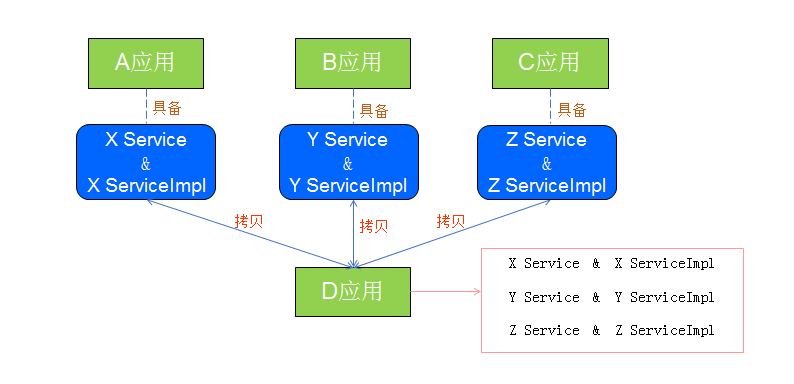 A应用
B应用
C应用
具备
具备
具备
X Service
&
X ServiceImpl
Y Service
&
Y ServiceImpl
Z Service
&
Z ServiceImpl
拷贝
拷贝
拷贝
D应用
X Service & X ServiceImpl
Y Service & Y ServiceImpl
Z Service & Z ServiceImpl